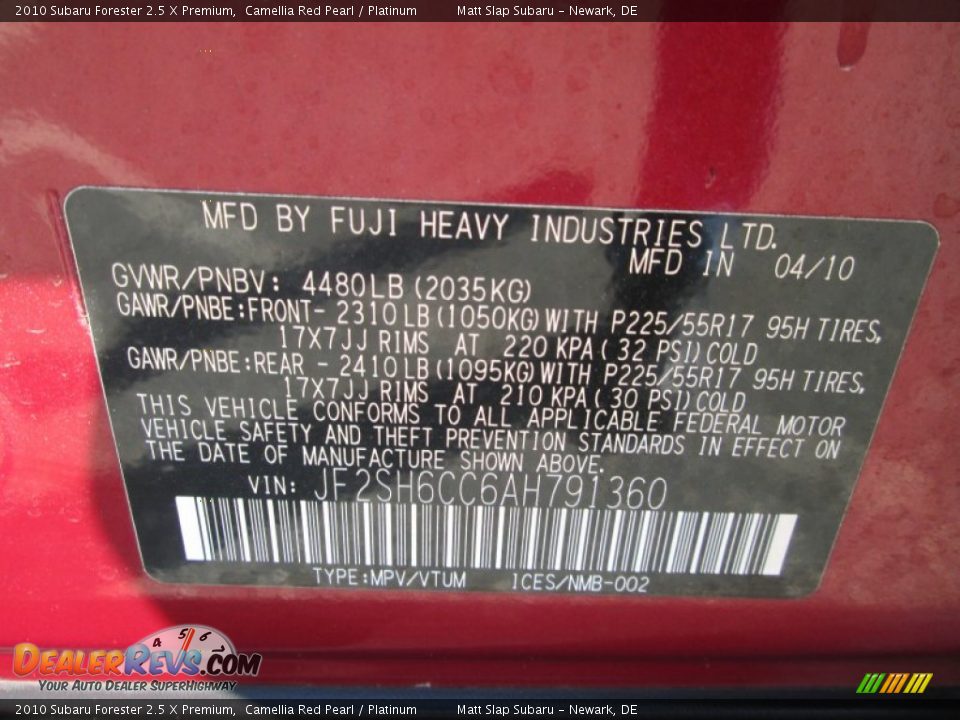 2010 Subaru Forester 2.5 X Premium,  Camellia Red Pearl / Platinum    Matt Slap Subaru - Newark, DE
MFD BY FUJI HEAVY INDUSTRIES LTD.
MFD IN 04/10
GVWR/PNBV: 4480LB (2035KG)
GAWR/PNBE:FRONT- 2310LB (1050KG) WITH P225/55R17 95H TIRES,
17X7JJ RIMS AT 220 KPA ( 32 PSI) COLD
GAWR/PNBE:REAR - 2410LB (1095KG) WITH P225/55R17 95H TIRES,
17X7JJ RIMS AT 210 KPA ( 30 PSI) COLD
THIS VEHICLE CONFORMS TO ALL APPLICABLE FEDERAL MOTOR
VEHICLE SAFETY AND THEFT PREVENTION STANDARDS IN EFFECT ON
THE DATE OF MANUFACTURE SHOWN ABOVE.
VIN: JF2SH6CC6AH791360
TYPE:MPV/VTUM ICES/NMB-002
4 5 6
DEALERREVS.COM
YOUR AUTO DEALER SUPERHIGHWAY
2010 Subaru Forester 2.5 X Premium,  Camellia Red Pearl / Platinum    Matt Slap Subaru - Newark, DE